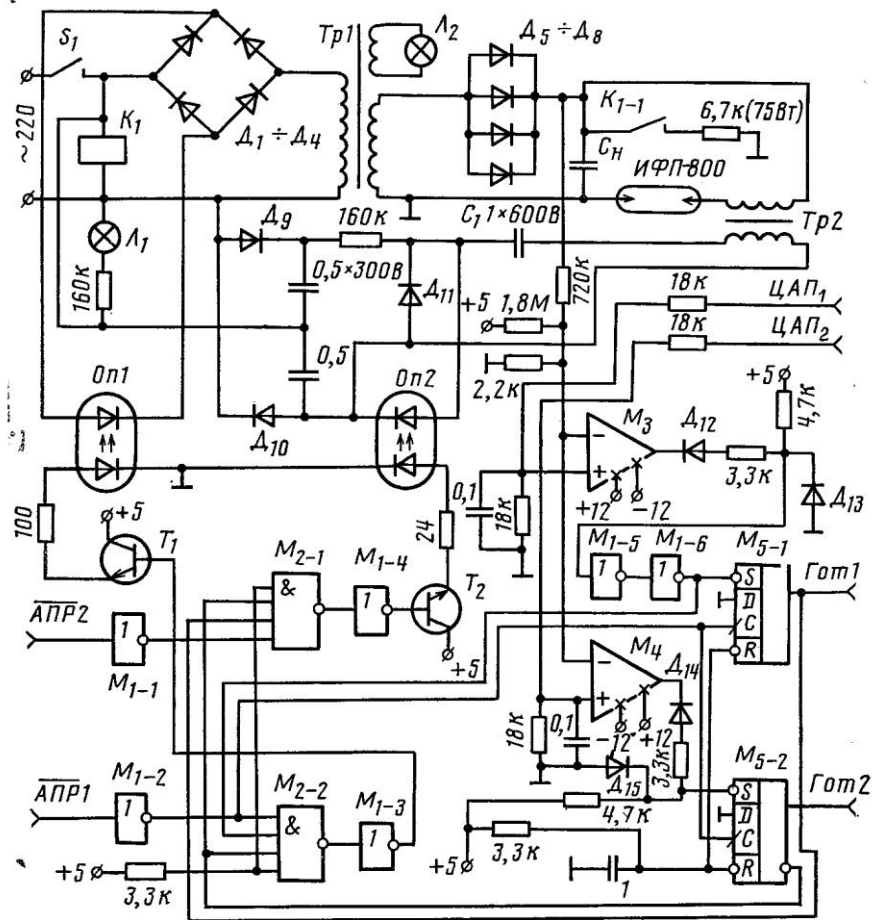 S₁
~220
K₁
Л₁
160к
Д₁÷Д₄
Тр1
Л₂
Д₅÷Д₈
K₁₋₁
6,7к(75Вт)
Cн
ИФП-800
Тр2
Д₉
160к
C₁ 1×600В
0,5×300В
Д₁₁
0,5
Д₁₀
720к
+5
1,8М
2,2к
18к
ЦАП₁
18к
ЦАП₂
Оп1
Оп2
M₃
−
+
+12
-12
Д₁₂
3,3к
+5
4,7к
Д₁₃
0,1
18к
100
+5
T₁
24
M₂₋₁
&
M₁₋₄
1
T₂
+5
АПР2
1
M₁₋₁
M₁₋₅
1
M₁₋₆
1
M₅₋₁
S
D
C
R
Гот1
M₄
−
+
-12
+12
Д₁₄
3,3к
18к
0,1
Д₁₅
4,7к
АПР1
M₁₋₂
1
M₂₋₂
&
M₁₋₃
1
+5
3,3к
+5
3,3к
1
M₅₋₂
S
D
C
R
Гот2